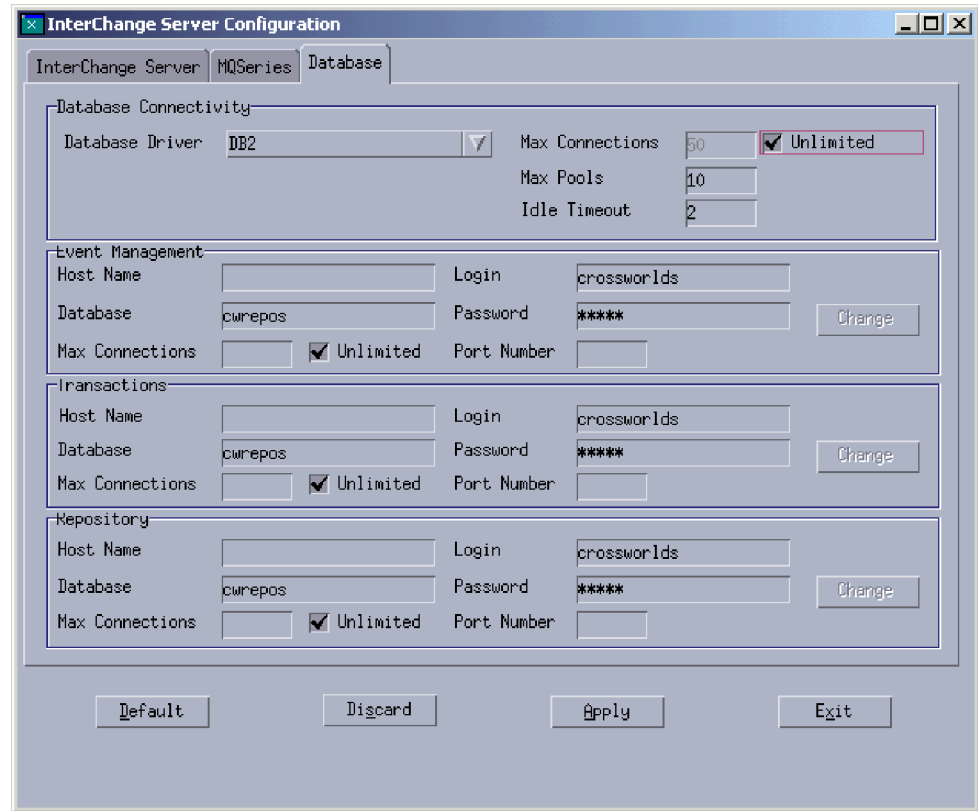 InterChange Server Configuration
InterChange Server MQSeries Database
Database Connectivity
Database Driver DB2 Max Connections 50 Unlimited
Max Pools 10
Idle Timeout 2
Event Management
Host Name Login crossworlds
Database cwrepos Password ***** Change
Max Connections Unlimited Port Number
Transactions
Host Name Login crossworlds
Database cwrepos Password ***** Change
Max Connections Unlimited Port Number
Repository
Host Name Login crossworlds
Database cwrepos Password ***** Change
Max Connections Unlimited Port Number
Default Discard Apply Exit